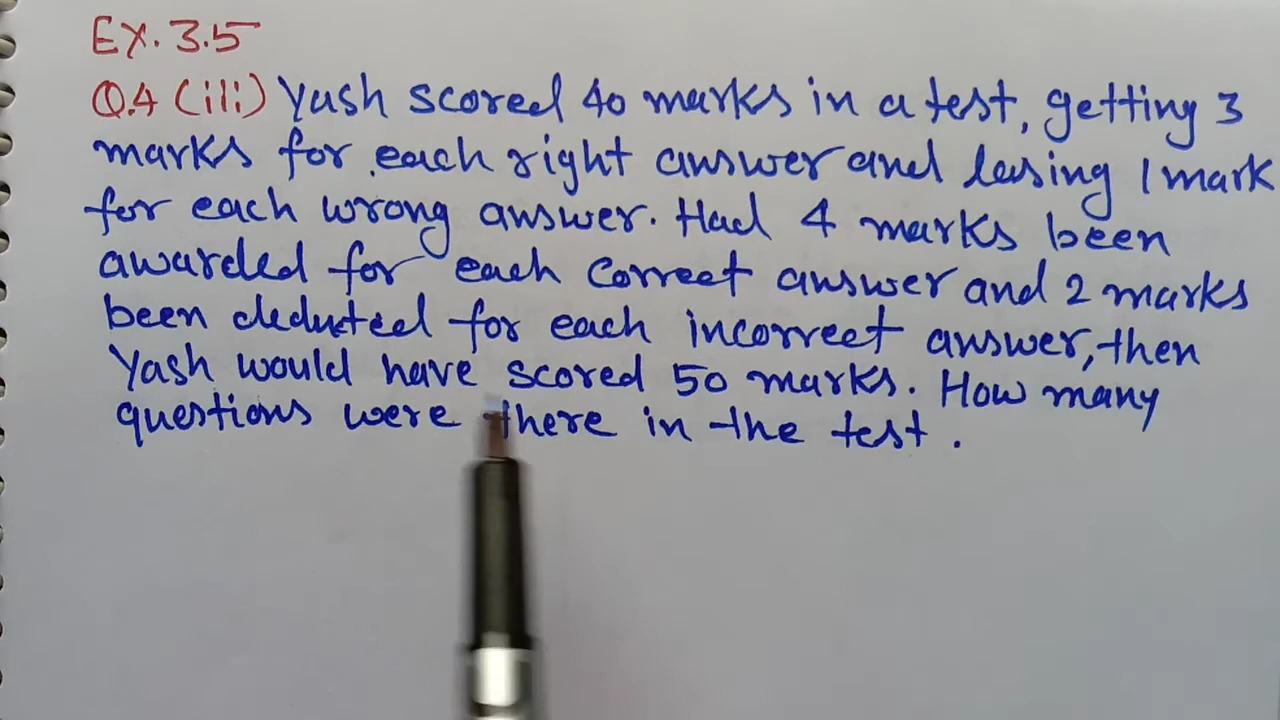 Ex. 3.5
Q.4 (iii) Yash scored 40 marks in a test, getting 3
marks for each right answer and losing 1 mark
for each wrong answer. Had 4 marks been
awarded for each correct answer and 2 marks
been deducted for each incorrect answer, then
Yash would have scored 50 marks. How many
questions were there in the test.